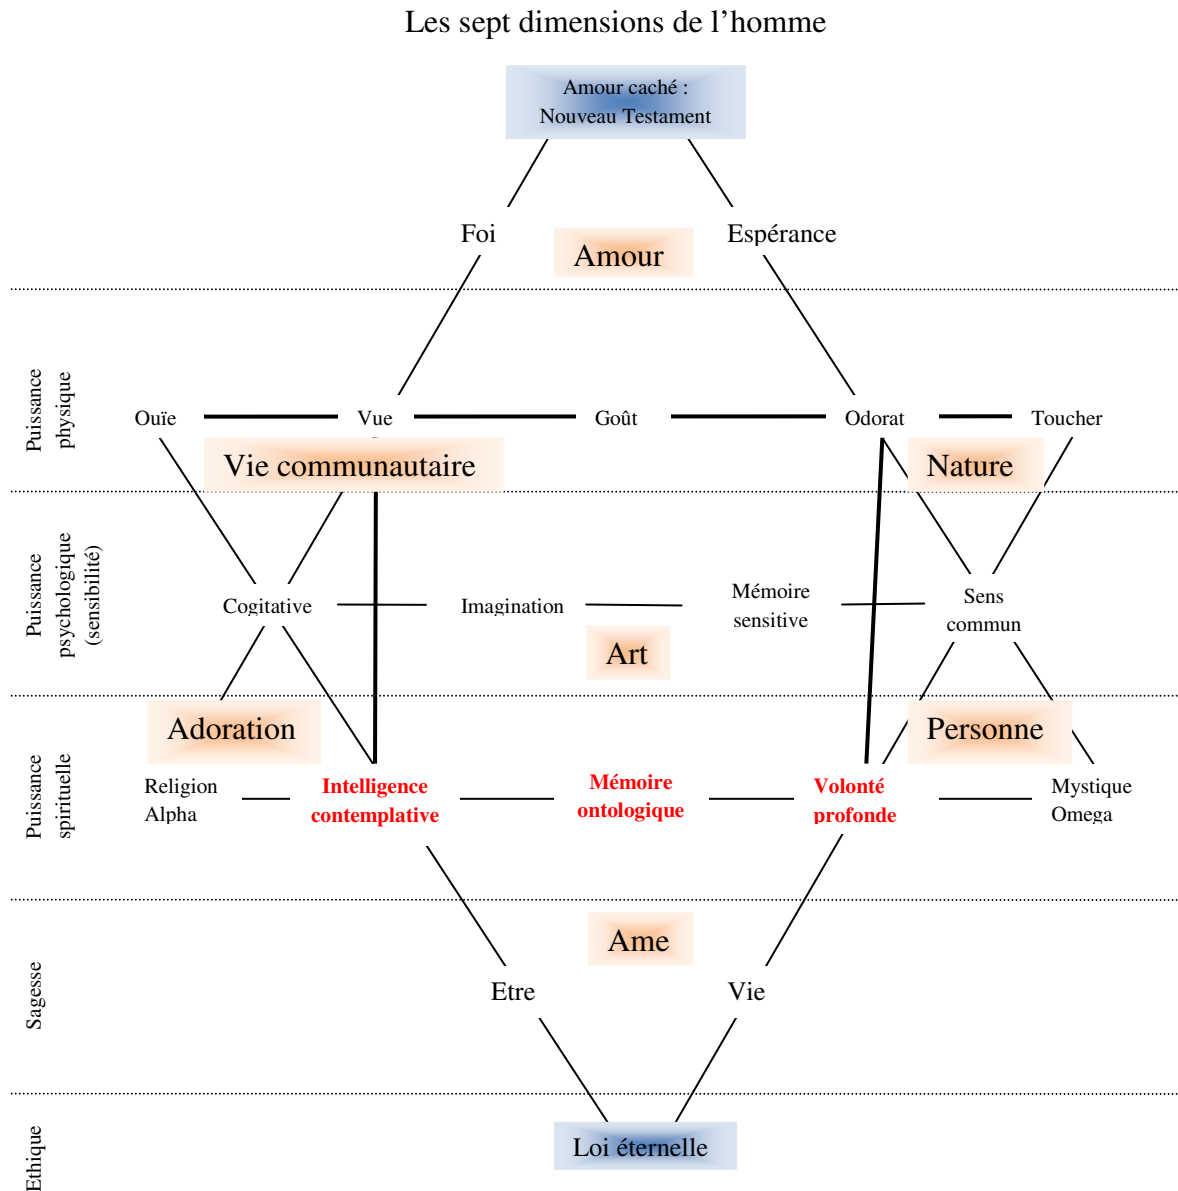 Les sept dimensions de l’homme
Amour caché :
Nouveau Testament
Foi
Espérance
Amour
Puissance
physique
Ouïe
Vue
Goût
Odorat
Toucher
Vie communautaire
Nature
Puissance
psychologique
(sensibilité)
Cogitative
Imagination
Mémoire
sensitive
Sens
commun
Art
Adoration
Personne
Puissance
spirituelle
Religion
Alpha
Intelligence
contemplative
Mémoire
ontologique
Volonté
profonde
Mystique
Omega
Ame
Sagesse
Etre
Vie
Ethique
Loi éternelle